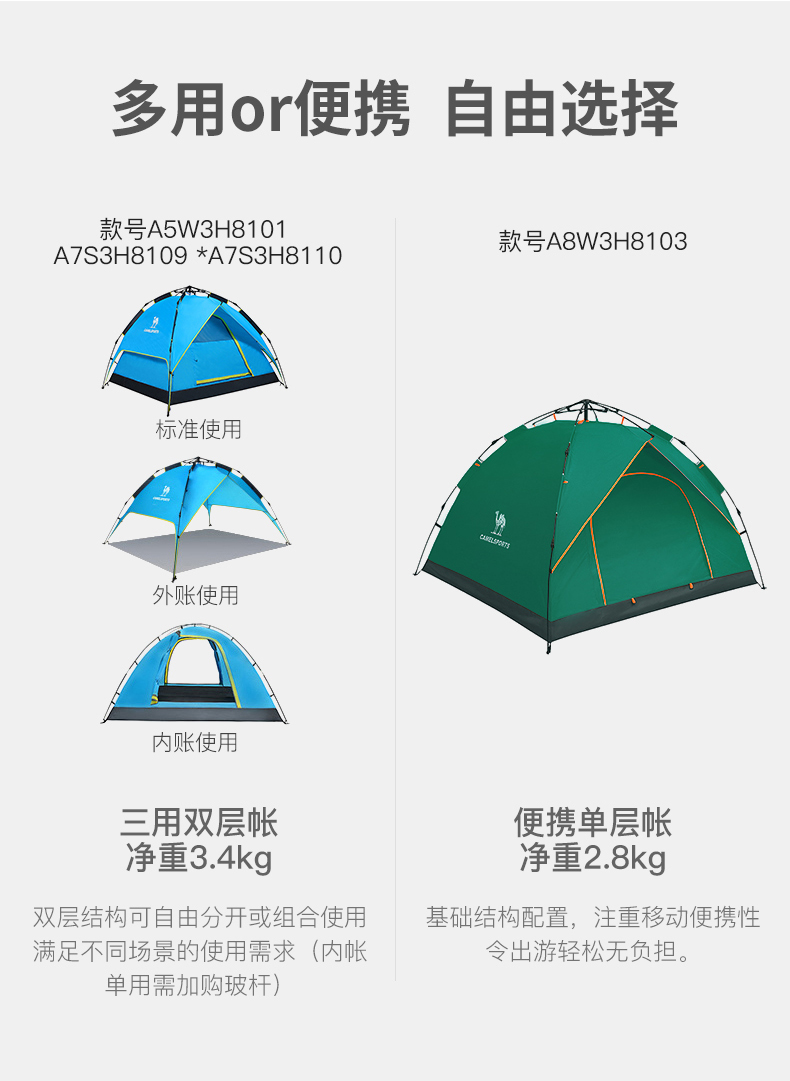 多用or便携 自由选择
款号A5W3H8101
A7S3H8109 *A7S3H8110
CAMELSPORTS
标准使用
CAMELSPORTS
外账使用
内账使用
三用双层帐
净重3.4kg
双层结构可自由分开或组合使用
满足不同场景的使用需求（内帐
单用需加购玻杆）
款号A8W3H8103
CAMELSPORTS
便携单层帐
净重2.8kg
基础结构配置，注重移动便携性
令出游轻松无负担。